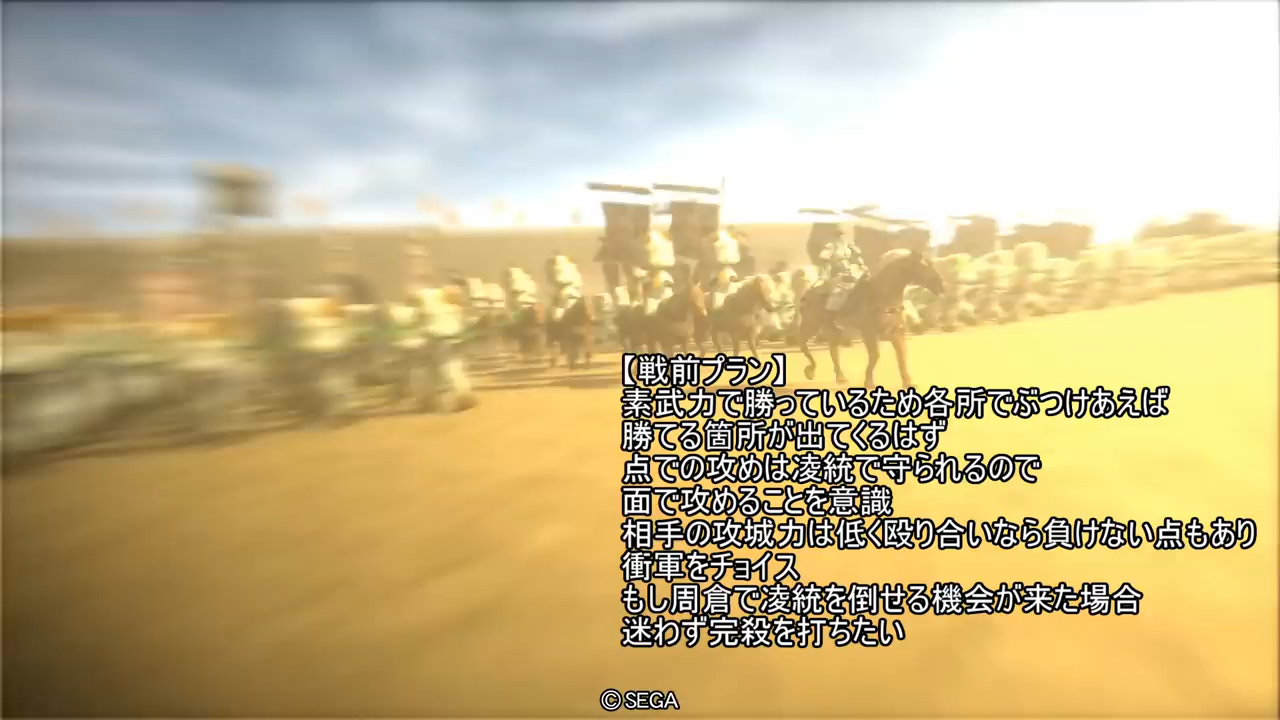 【戦前プラン】
素武力で勝っているため各所でぶつけあえば
勝てる箇所が出てくるはず
点での攻めは凌統で守られるので
面で攻めることを意識
相手の攻城力は低く殴り合いなら負けない点もあり
衝軍をチョイス
もし周倉で凌統を倒せる機会が来た場合
迷わず完殺を打ちたい
© SEGA